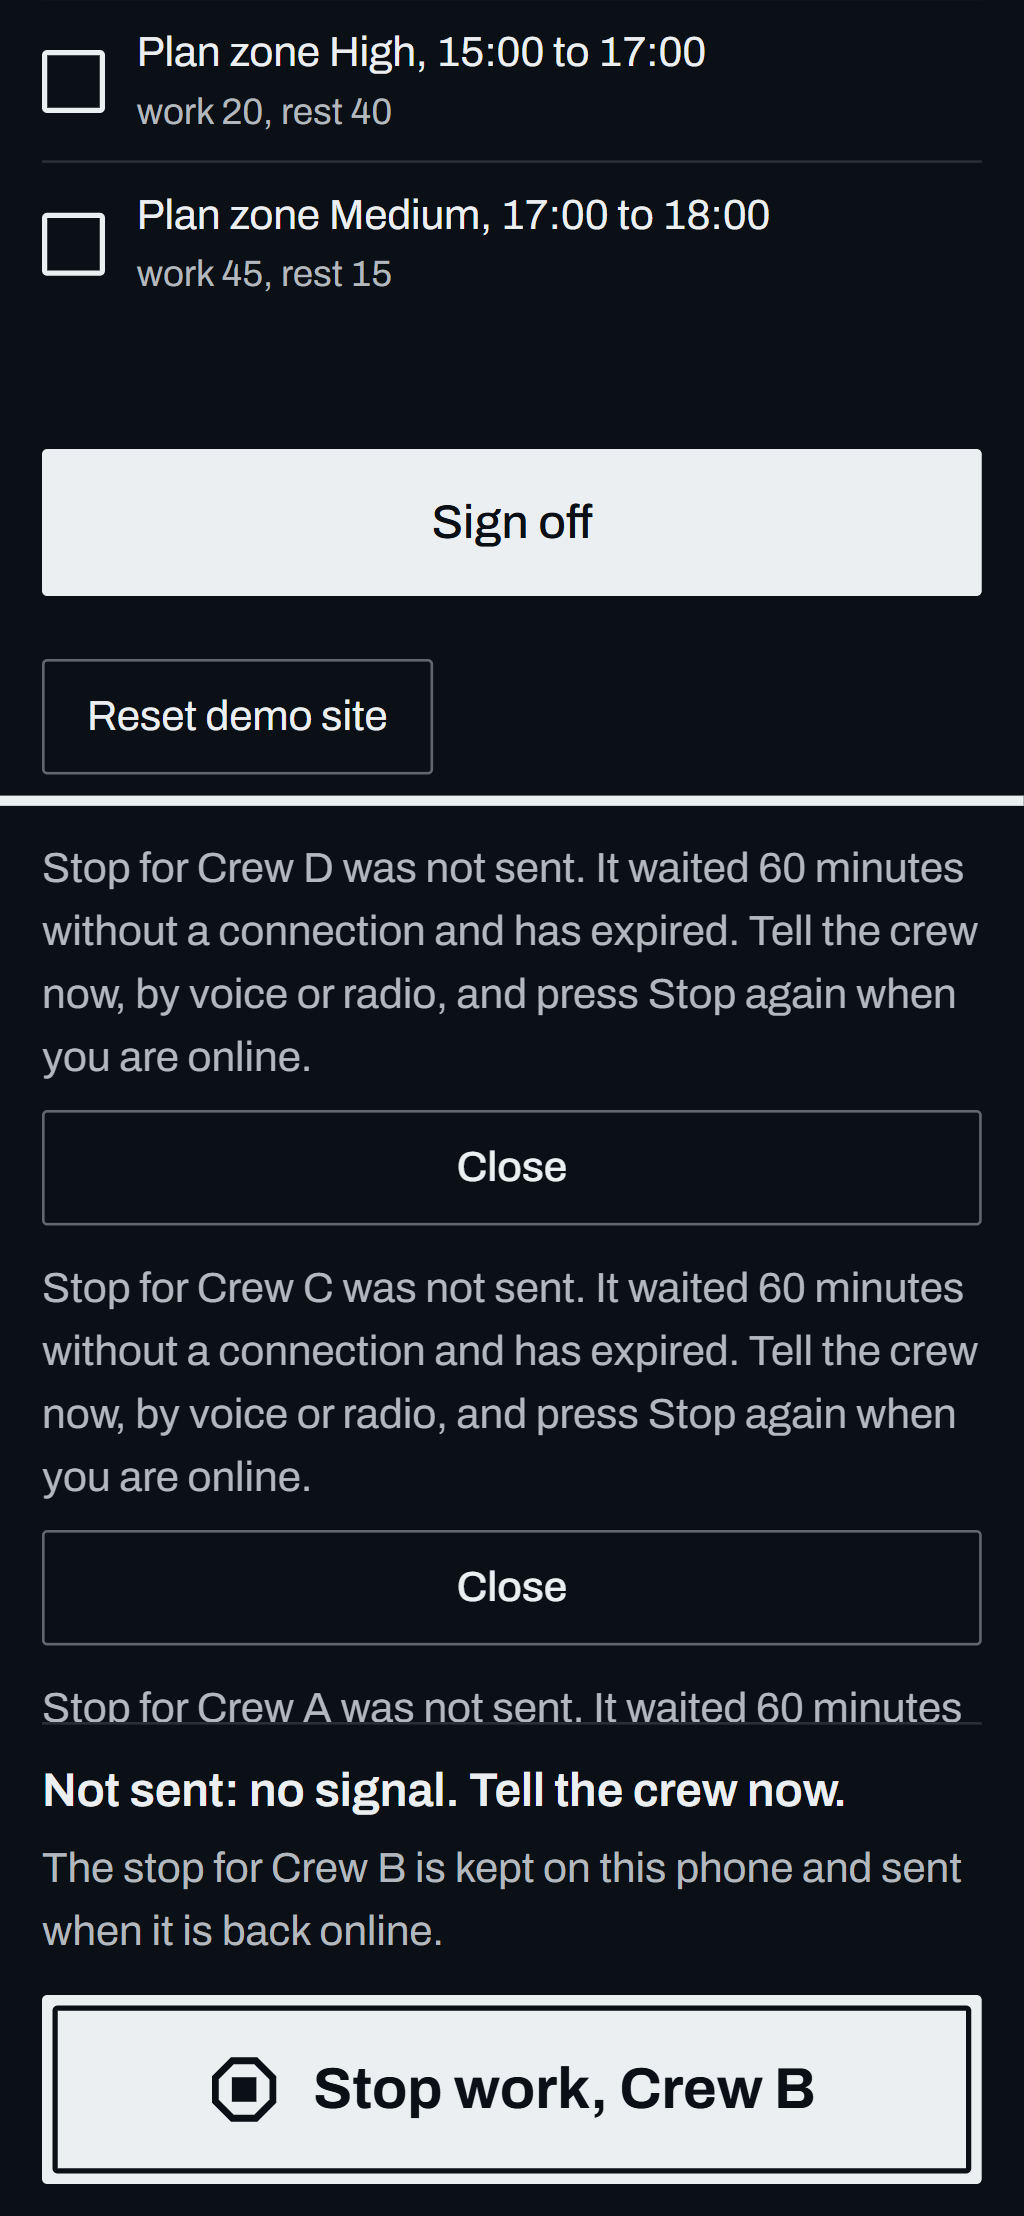 Plan zone High, 15:00 to 17:00
work 20, rest 40
Plan zone Medium, 17:00 to 18:00
work 45, rest 15
Sign off
Reset demo site
Stop for Crew D was not sent. It waited 60 minutes
without a connection and has expired. Tell the crew
now, by voice or radio, and press Stop again when
you are online.
Close
Stop for Crew C was not sent. It waited 60 minutes
without a connection and has expired. Tell the crew
now, by voice or radio, and press Stop again when
you are online.
Close
Stop for Crew A was not sent. It waited 60 minutes
Not sent: no signal. Tell the crew now.
The stop for Crew B is kept on this phone and sent
when it is back online.
Stop work, Crew B